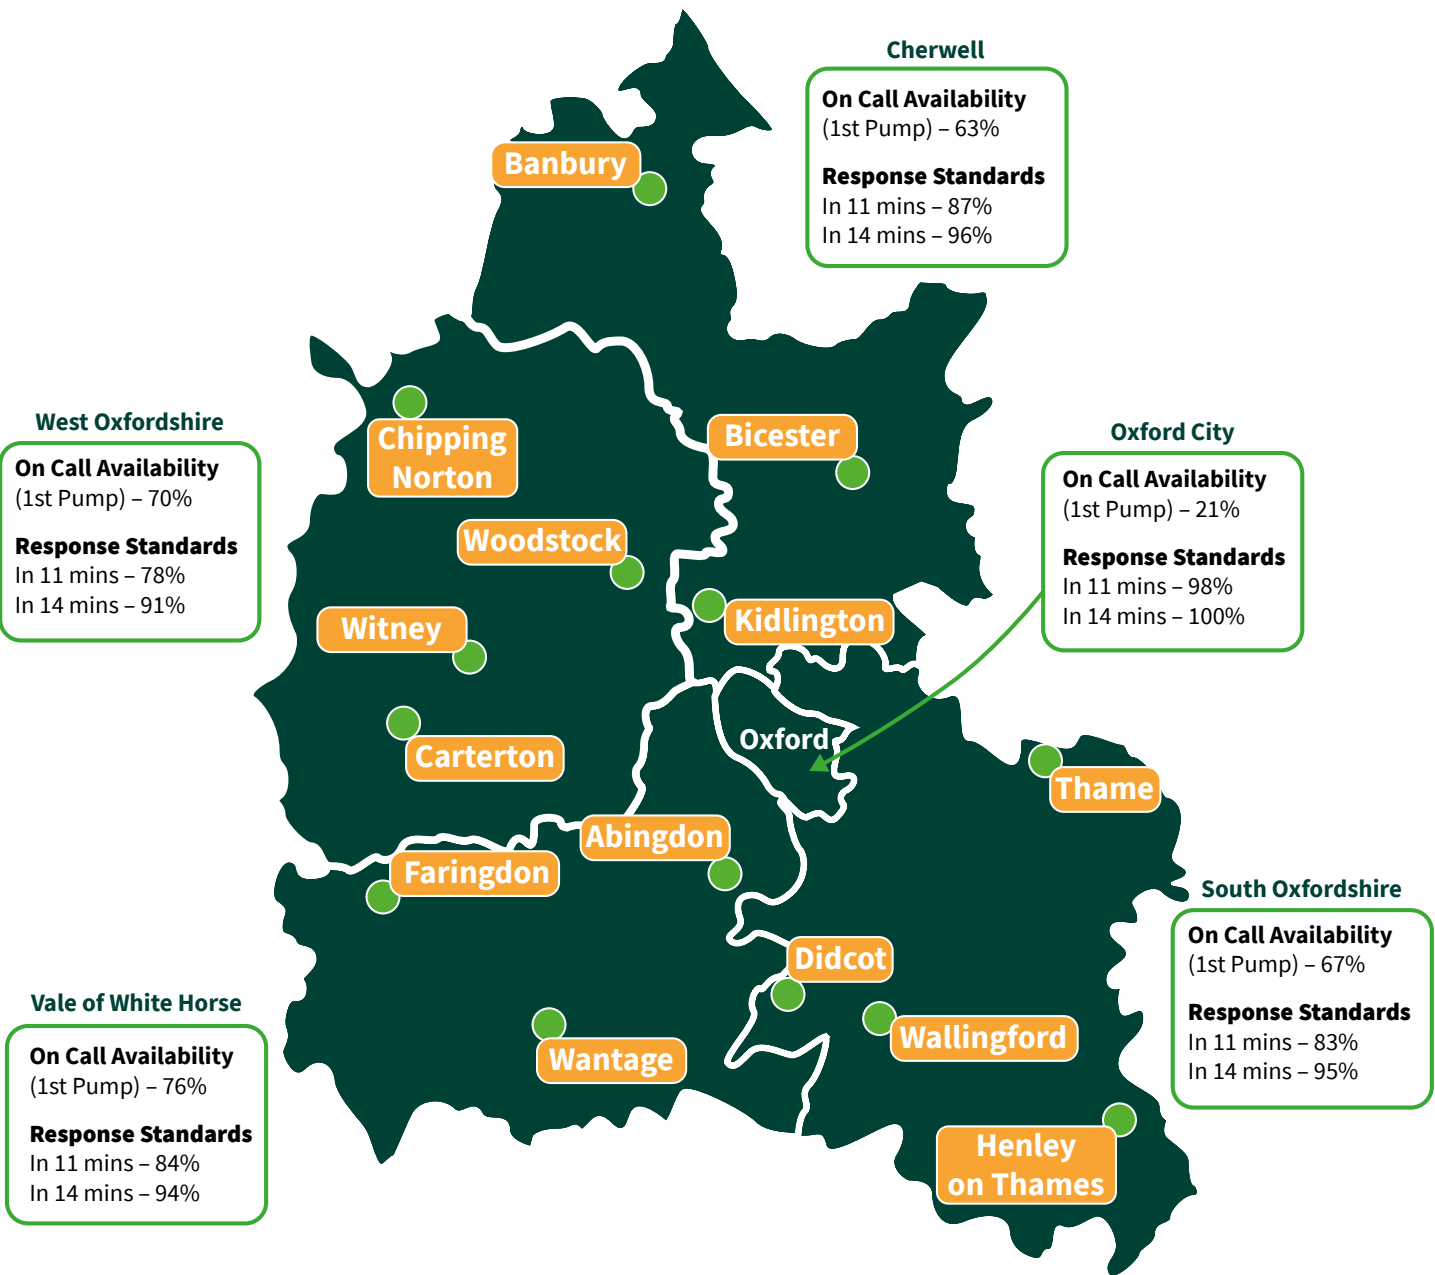 Cherwell
On Call Availability
(1st Pump) – 63%
Response Standards
In 11 mins – 87%
In 14 mins – 96%
Banbury
West Oxfordshire
On Call Availability
(1st Pump) – 70%
Response Standards
In 11 mins – 78%
In 14 mins – 91%
Chipping
Norton
Bicester
Woodstock
Witney
Kidlington
Carterton
Oxford City
On Call Availability
(1st Pump) – 21%
Response Standards
In 11 mins – 98%
In 14 mins – 100%
Oxford
Thame
Abingdon
Faringdon
Didcot
Wallingford
Wantage
Henley
on Thames
South Oxfordshire
On Call Availability
(1st Pump) – 67%
Response Standards
In 11 mins – 83%
In 14 mins – 95%
Vale of White Horse
On Call Availability
(1st Pump) – 76%
Response Standards
In 11 mins – 84%
In 14 mins – 94%